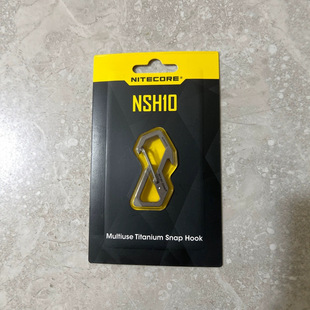 NITECORE
NSH10
Multiuse Titanium Snap Hook